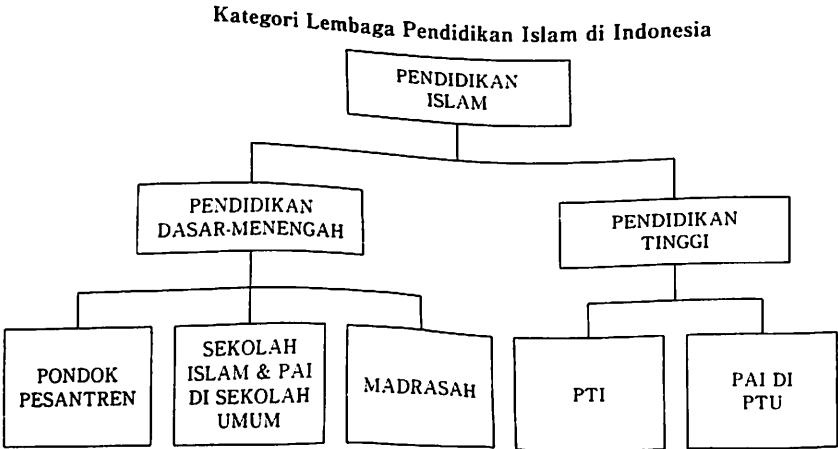 Kategori Lembaga Pendidikan Islam di Indonesia
PENDIDIKAN
ISLAM
PENDIDIKAN
DASAR-MENENGAH
PENDIDIKAN
TINGGI
PONDOK
PESANTREN
SEKOLAH
ISLAM & PAI
DI SEKOLAH
UMUM
MADRASAH
PTI
PAI DI
PTU